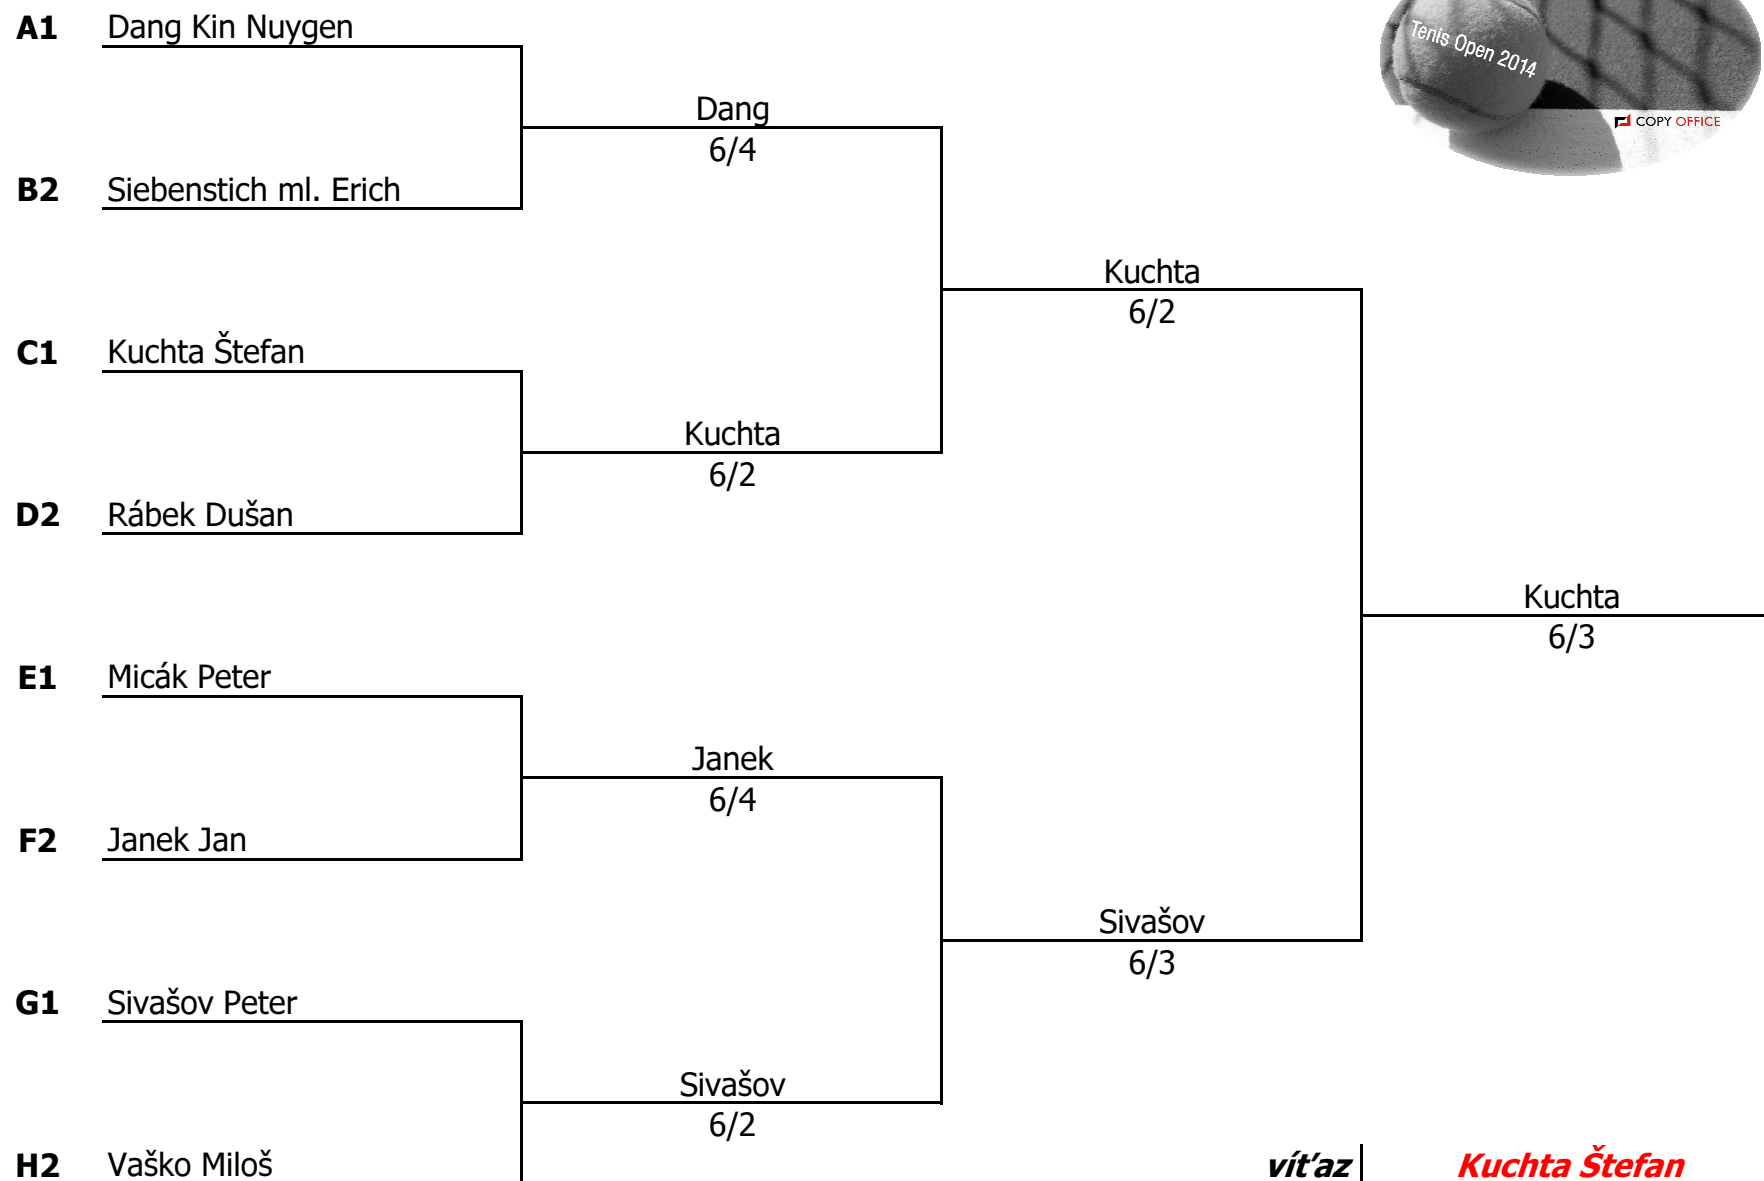 A1 Dang Kin Nuygen
Tenis Open 2014
COPY OFFICE
Dang
6/4
B2 Siebenstich ml. Erich
Kuchta
6/2
C1 Kuchta Štefan
Kuchta
6/2
D2 Rábek Dušan
Kuchta
6/3
E1 Micák Peter
Janek
6/4
F2 Janek Jan
Sivašov
6/3
G1 Sivašov Peter
Sivašov
6/2
H2 Vaško Miloš
víťaz Kuchta Štefan